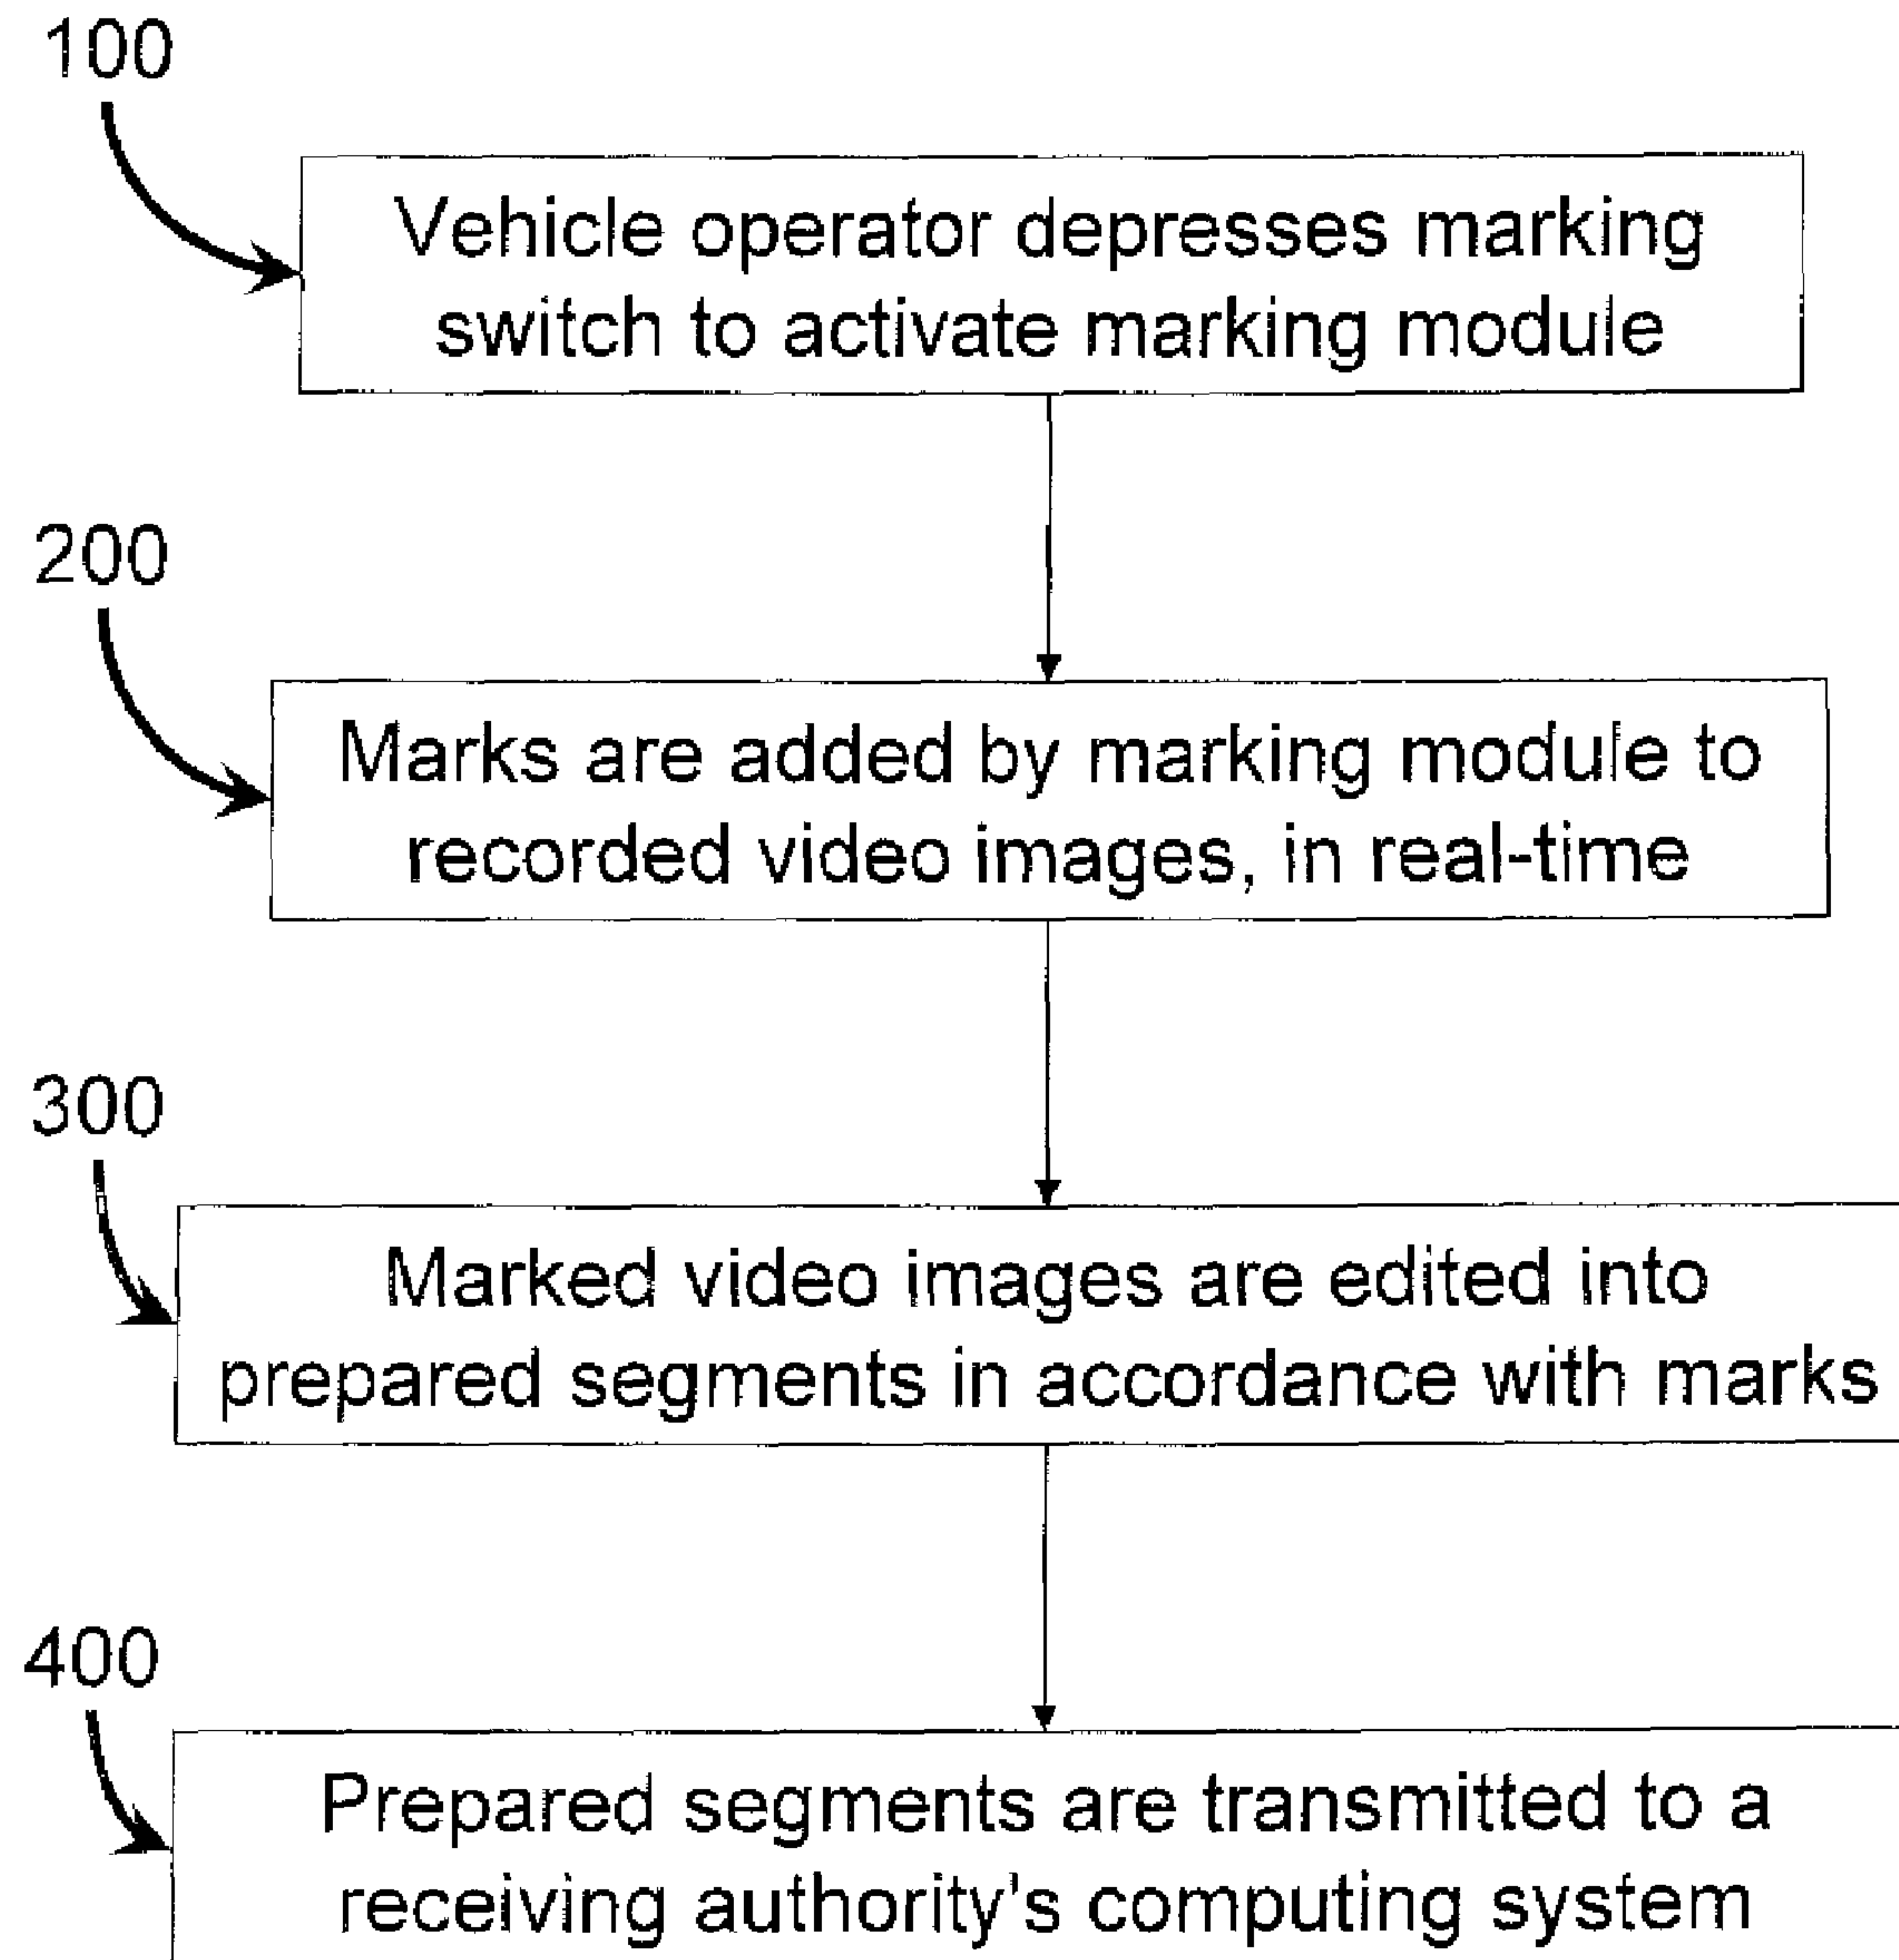 100
Vehicle operator depresses marking
switch to activate marking module
200
Marks are added by marking module to
recorded video images, in real-time
300
Marked video images are edited into
prepared segments in accordance with marks
400
Prepared segments are transmitted to a
receiving authority's computing system